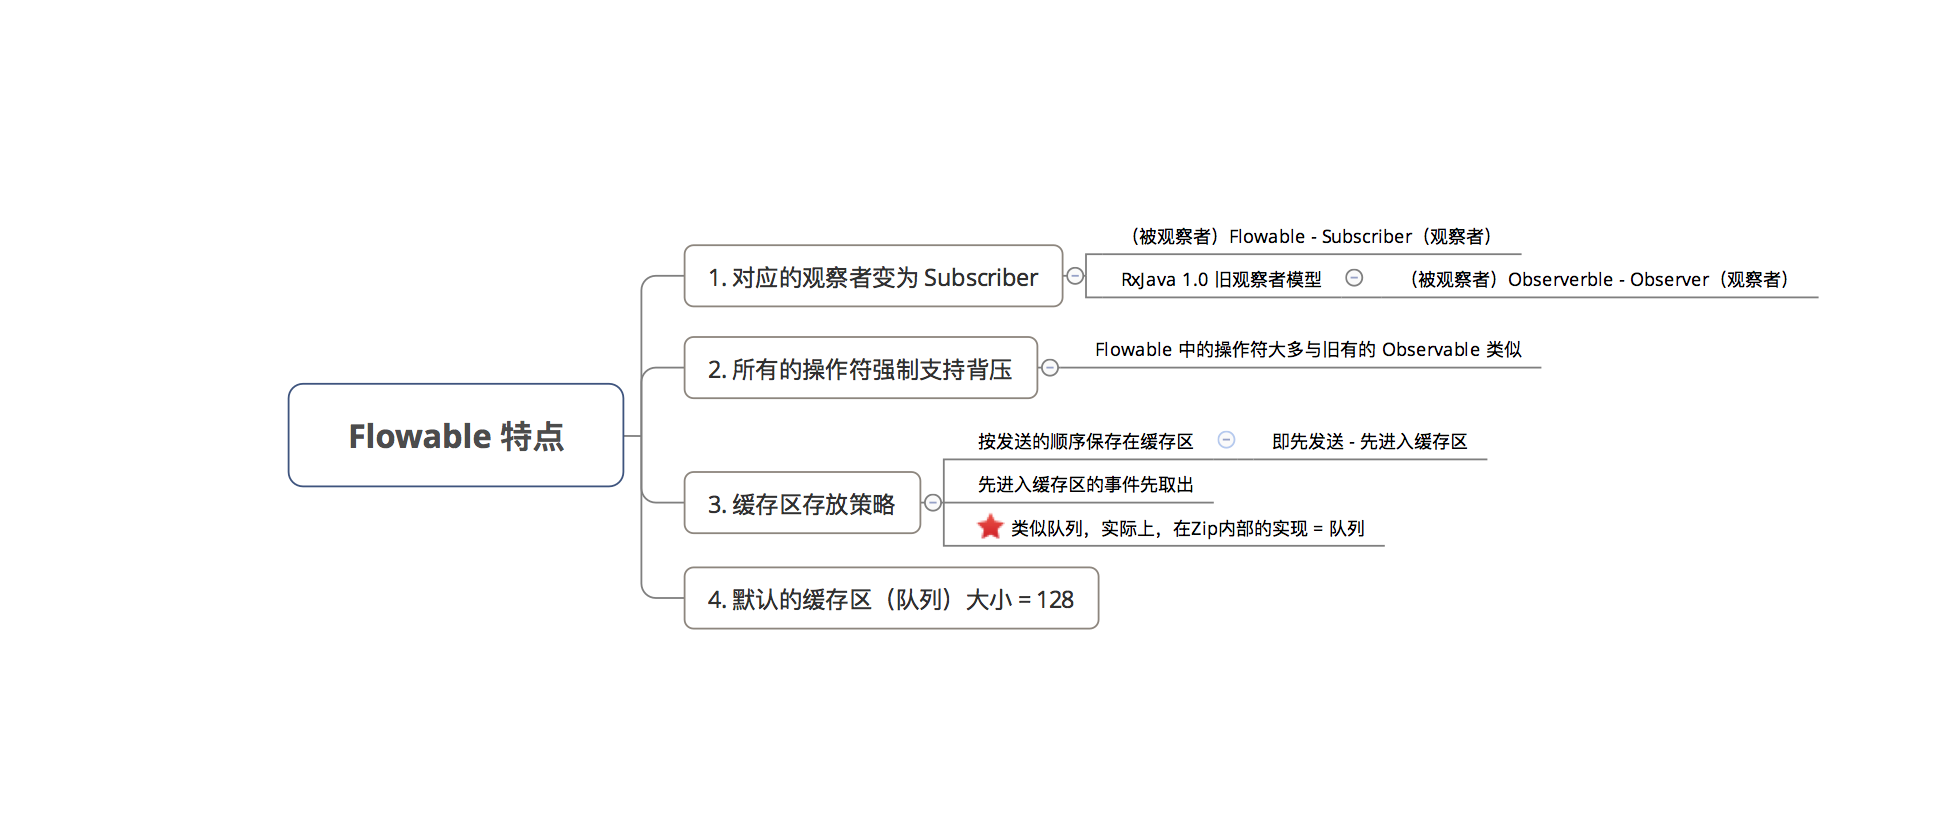 Flowable 特点
1. 对应的观察者变为 Subscriber
（被观察者）Flowable - Subscriber（观察者）
RxJava 1.0 旧观察者模型
（被观察者）Observerble - Observer（观察者）
2. 所有的操作符强制支持背压
Flowable 中的操作符大多与旧有的 Observable 类似
3. 缓存区存放策略
按发送的顺序保存在缓存区
即先发送 - 先进入缓存区
先进入缓存区的事件先取出
类似队列，实际上，在Zip内部的实现 = 队列
4. 默认的缓存区（队列）大小 = 128